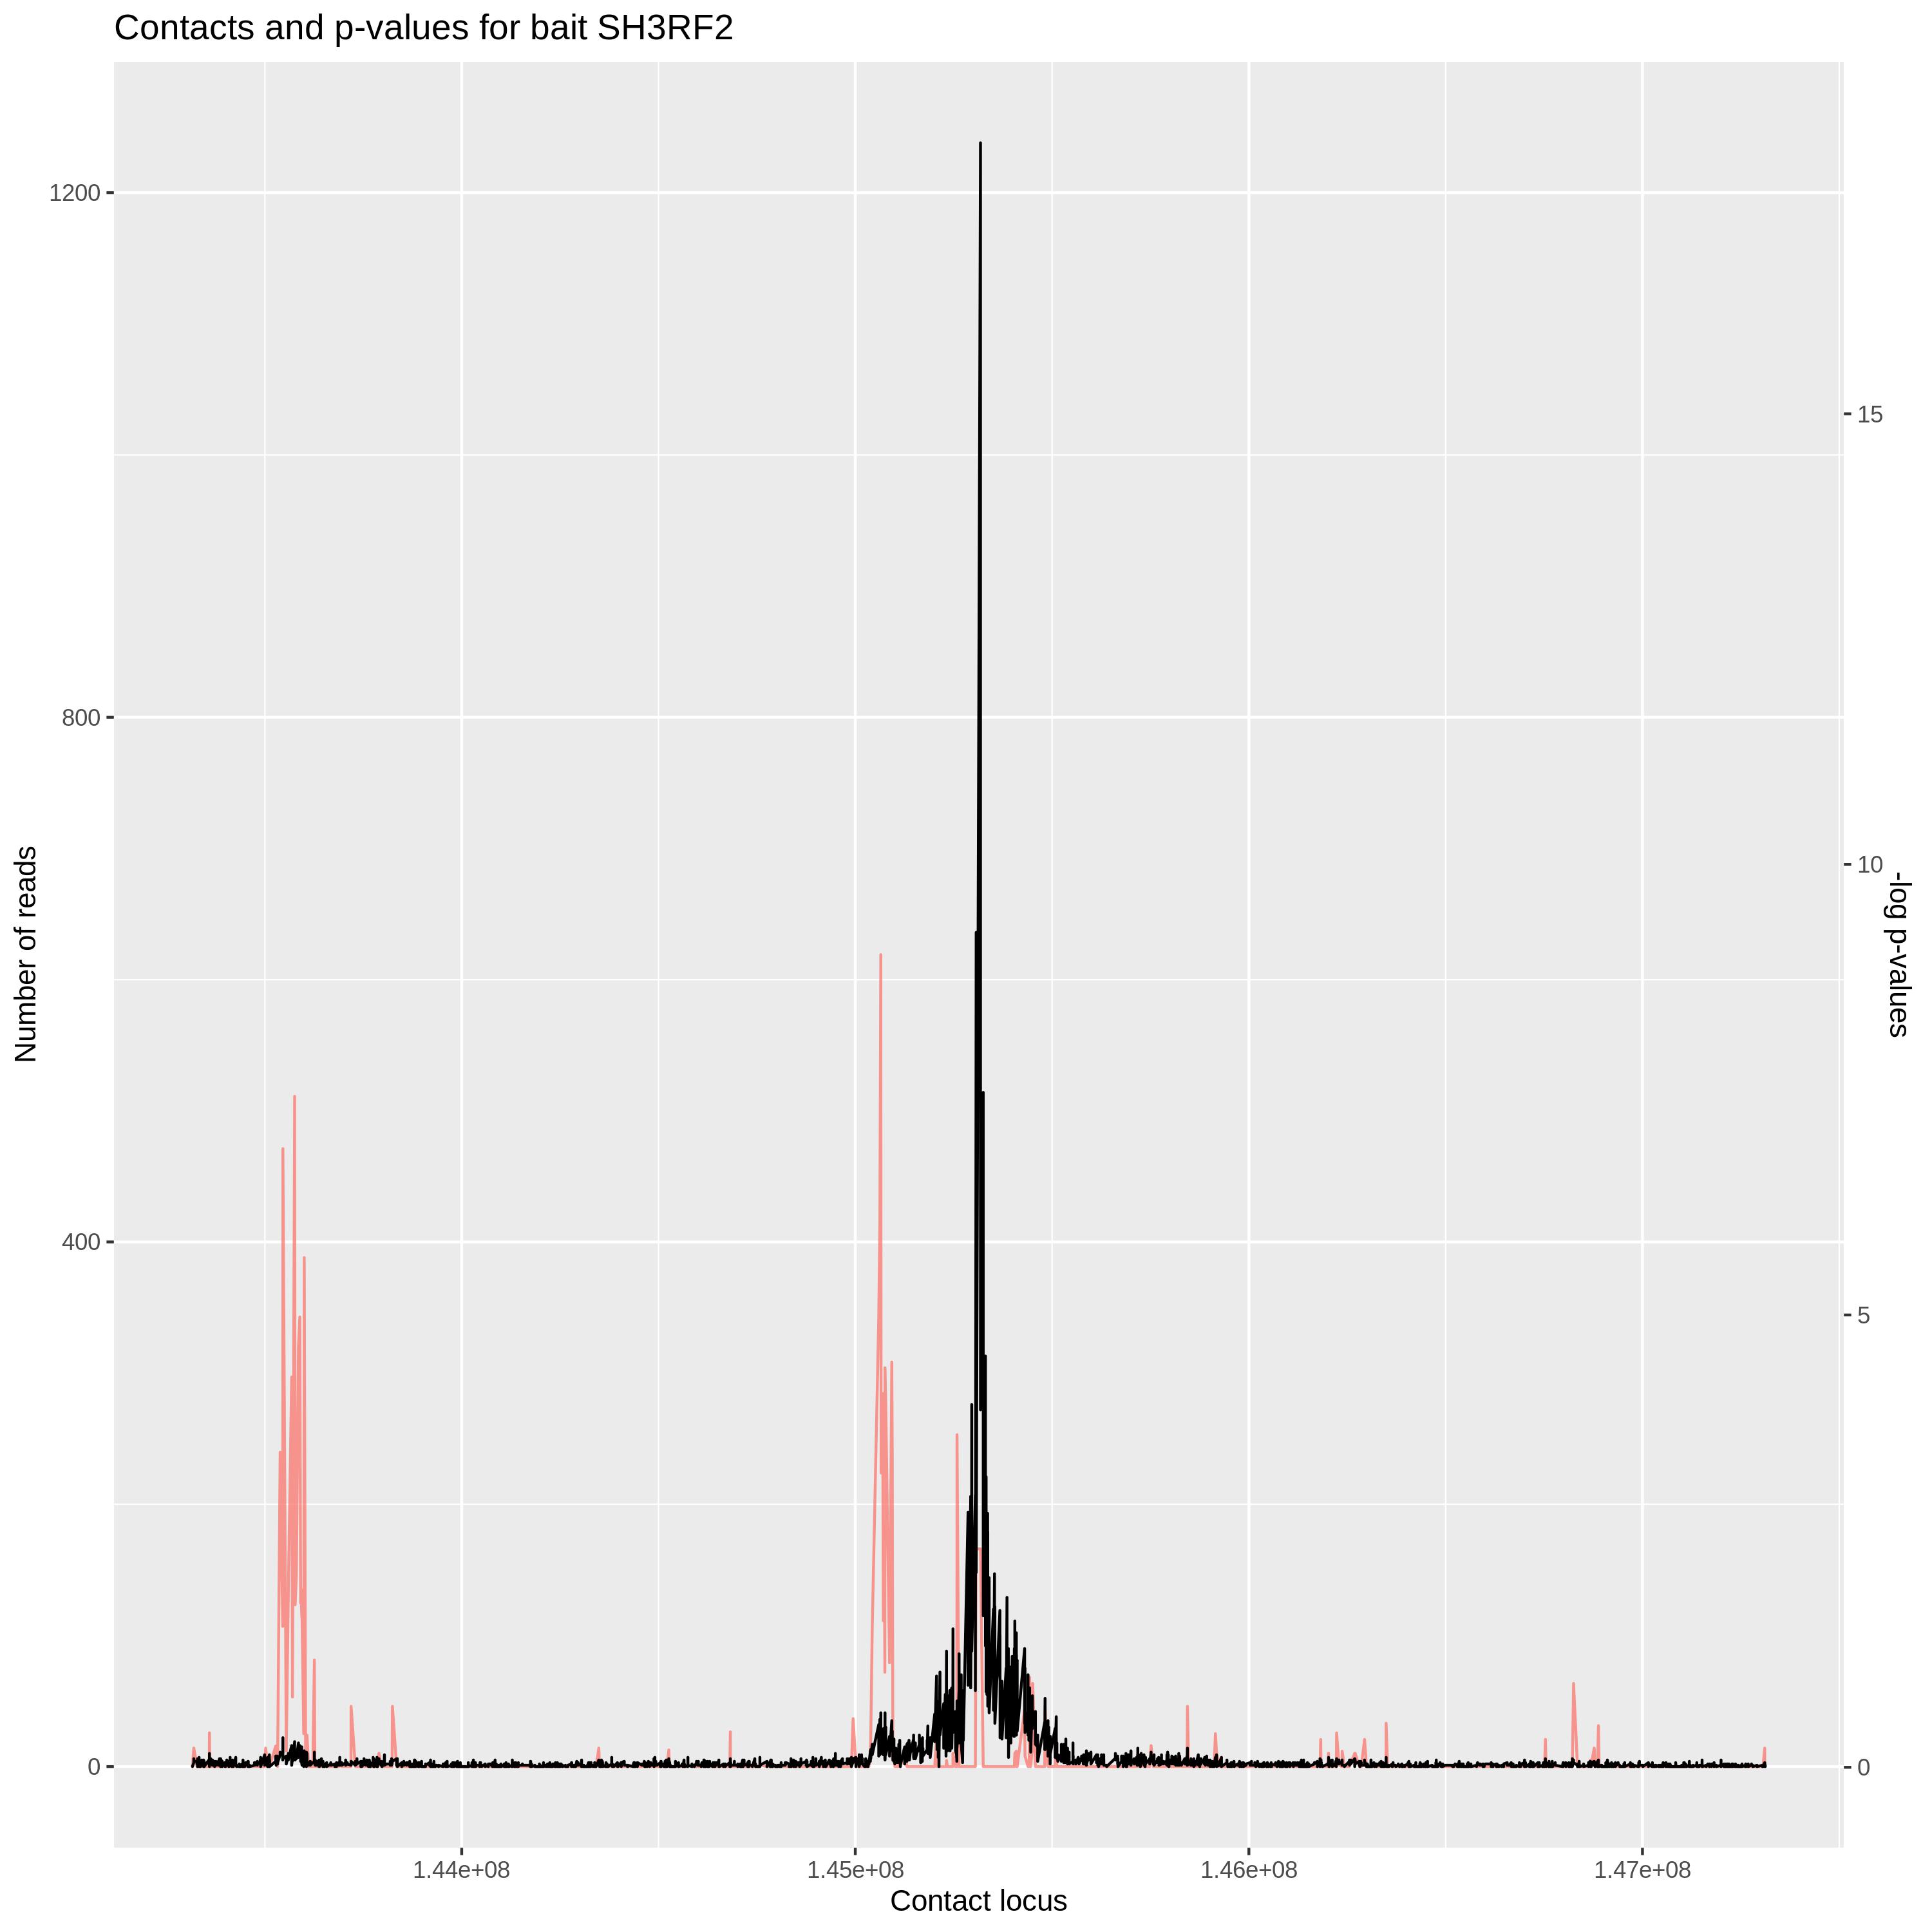 Contacts and p-values for bait SH3RF2
1200
800
400
0
Number of reads
15
10
5
0
-log p-values
1.44e+08
1.45e+08
1.46e+08
1.47e+08
Contact locus